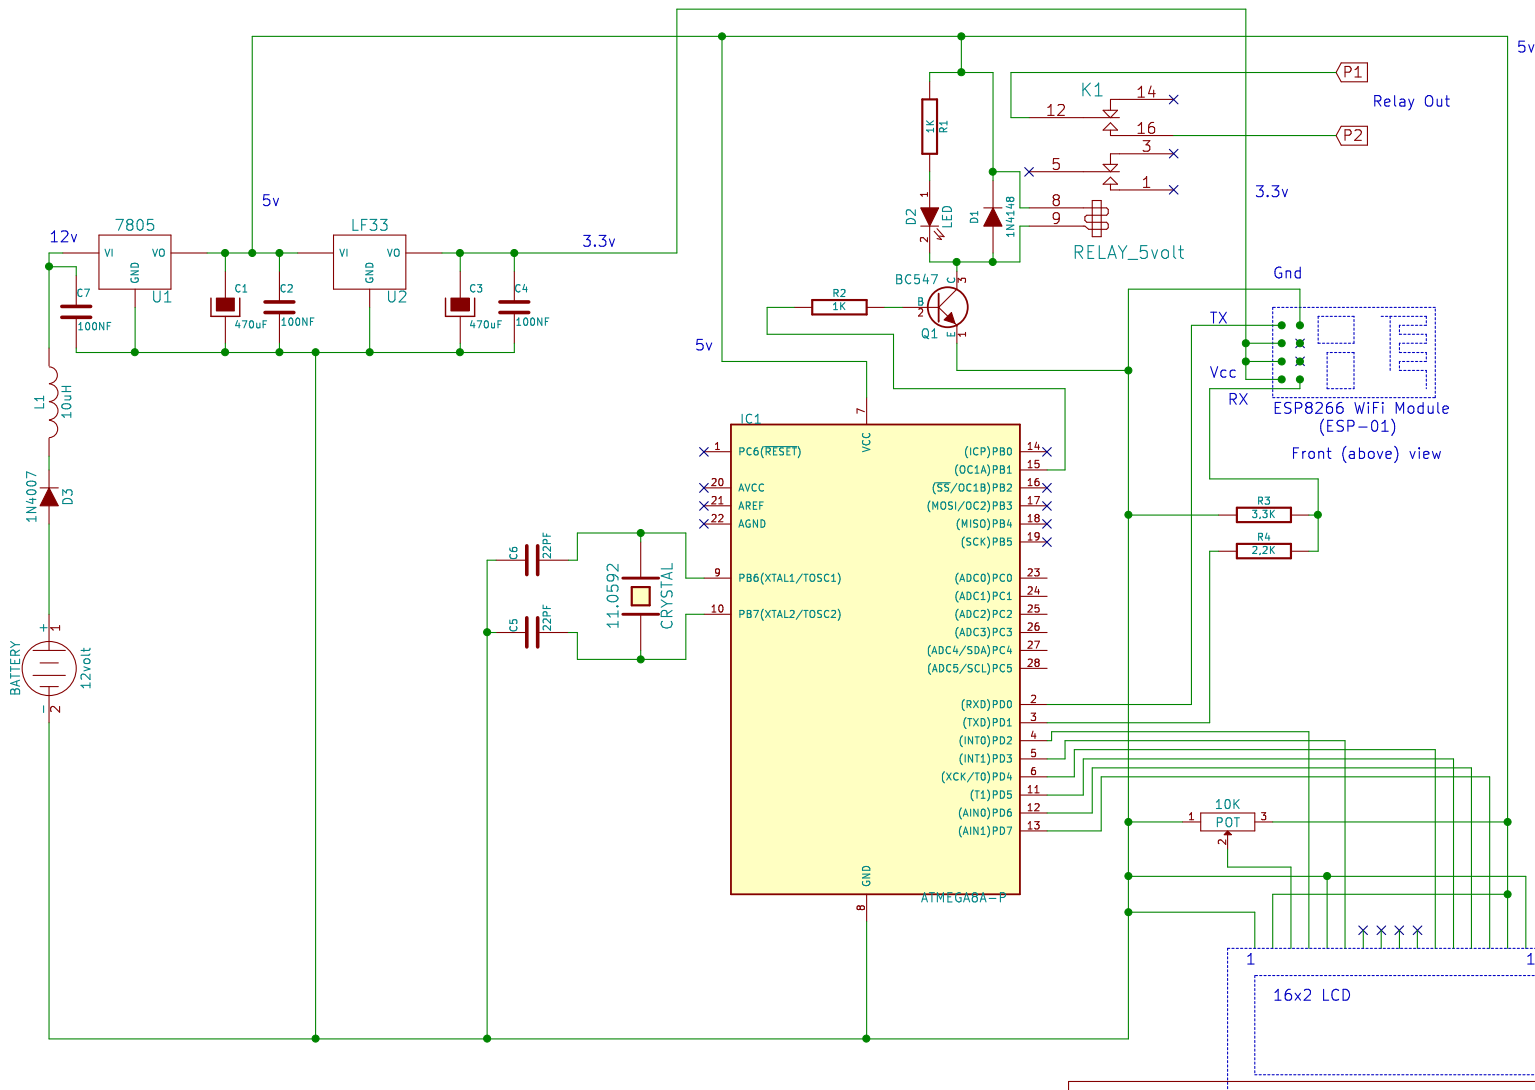 5v
P1
K1
14
Relay Out
12
1K
R1
16
P2
3
5
1
3.3v
5v
1
D2
LED
2
D1
1N4148
8
9
RELAY_5volt
7805
12v
VI
VO
GND
U1
LF33
VI
VO
GND
U2
3.3v
C7
100NF
C1
470uF
C2
100NF
C3
470uF
C4
100NF
BC547
C
3
B
2
E
1
Q1
R2
1K
Gnd
TX
Vcc
RX
ESP8266 WiFi Module
(ESP-01)
Front (above) view
5v
L1
10uH
1N4007
D3
BATTERY
+
1
12volt
-
2
R3
3,3K
R4
2,2K
C6
22PF
C5
22PF
11.0592
CRYSTAL
IC1
7
VCC
1 PC6(RESET)
20 AVCC
21 AREF
22 AGND
9 PB6(XTAL1/TOSC1)
10 PB7(XTAL2/TOSC2)
(ICP)PB0 14
(OC1A)PB1 15
(SS/OC1B)PB2 16
(MOSI/OC2)PB3 17
(MISO)PB4 18
(SCK)PB5 19
(ADC0)PC0 23
(ADC1)PC1 24
(ADC2)PC2 25
(ADC3)PC3 26
(ADC4/SDA)PC4 27
(ADC5/SCL)PC5 28
(RXD)PD0 2
(TXD)PD1 3
(INT0)PD2 4
(INT1)PD3 5
(XCK/T0)PD4 6
(T1)PD5 11
(AIN0)PD6 12
(AIN1)PD7 13
GND
8
ATMEGA8A-P
10K
1 POT 3
2
1
1
16x2 LCD